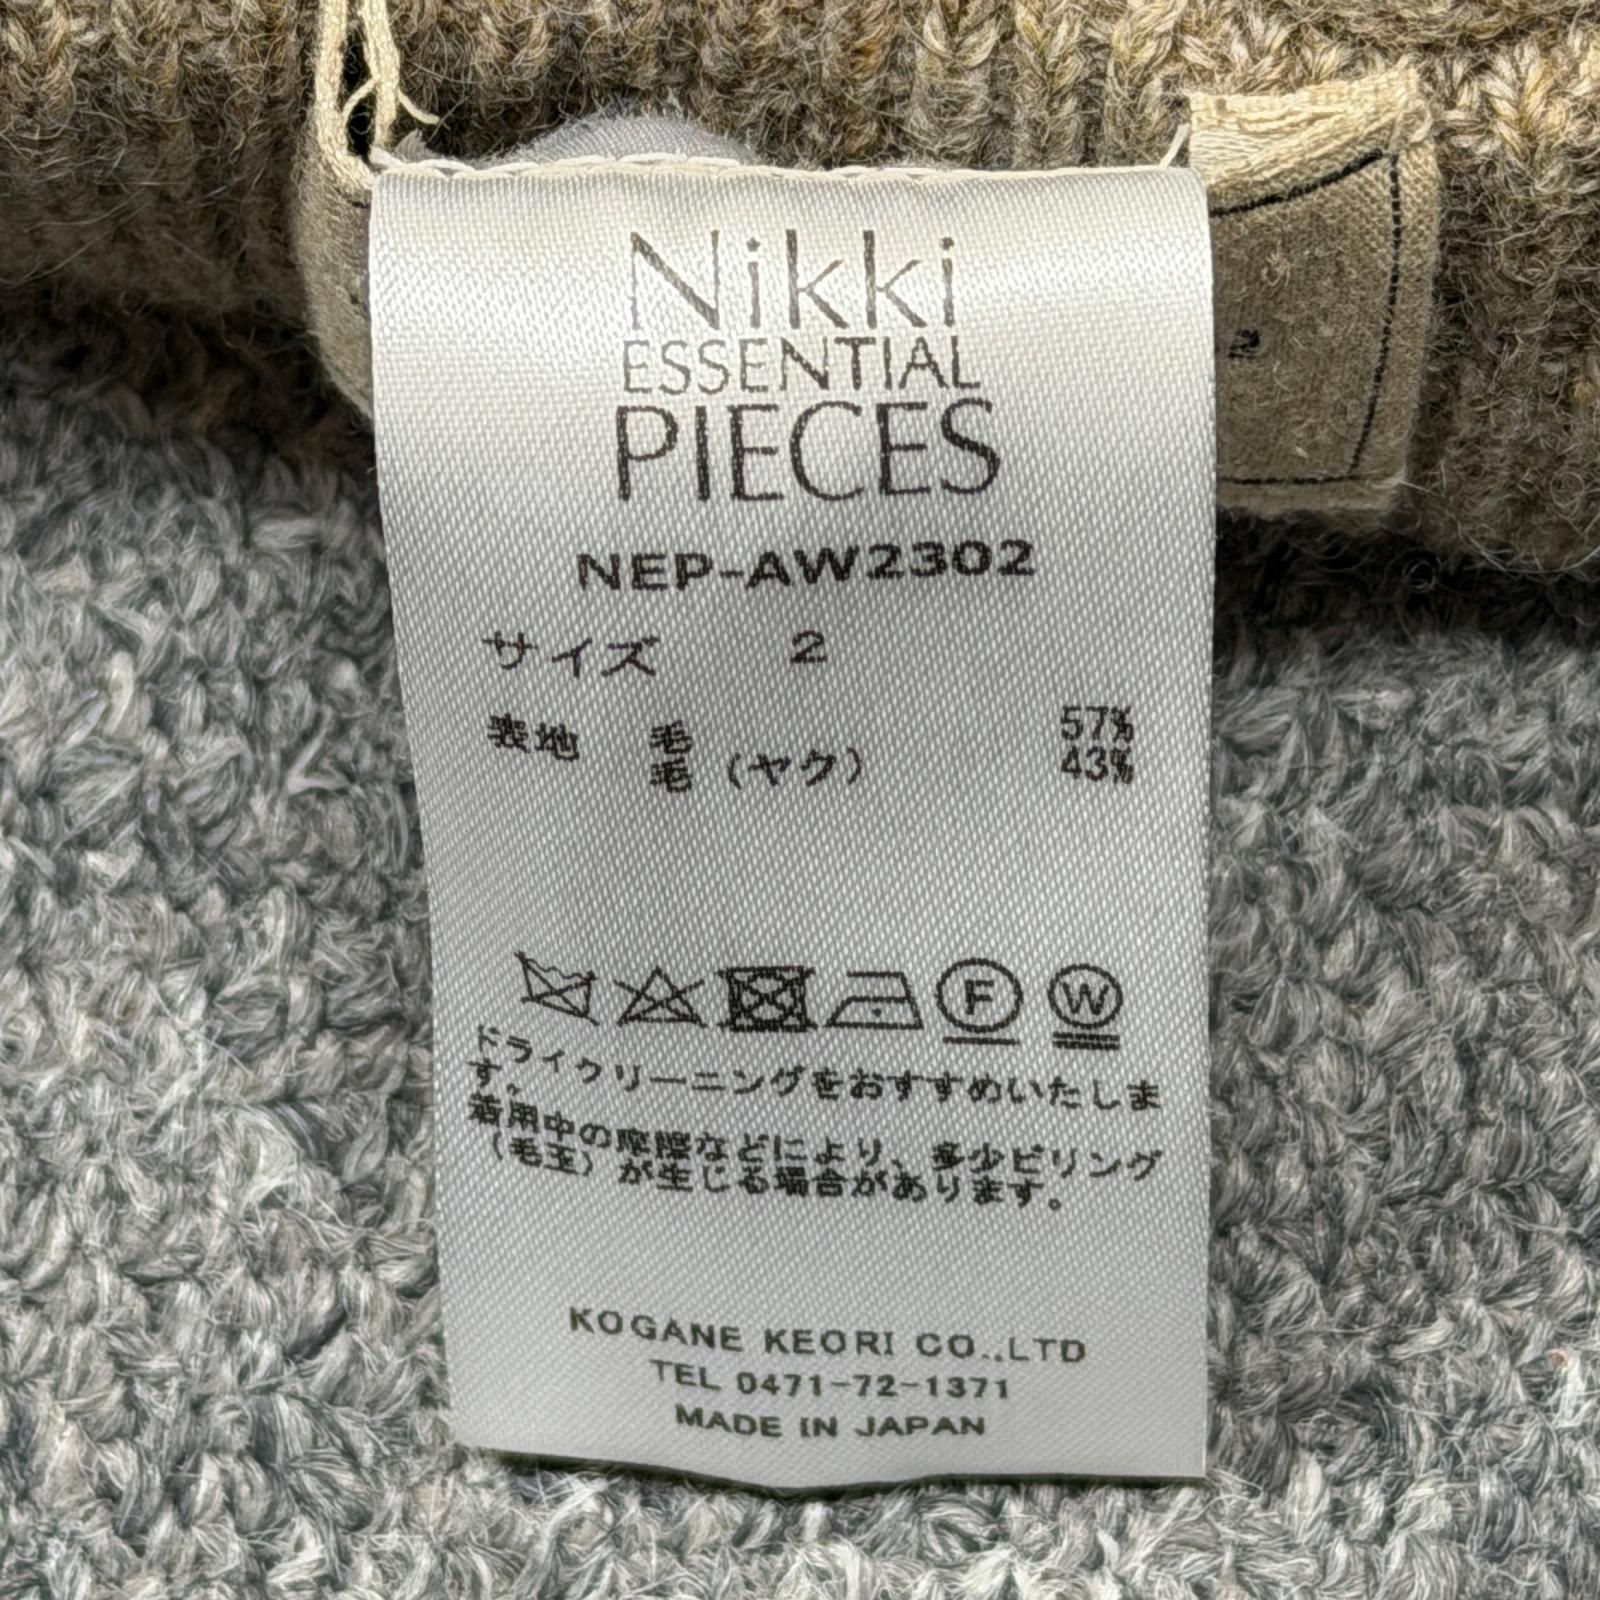 Nikki
ESSENTIAL
PIECES
NEP-AW2302
サイズ 2
表地 毛 57%
毛 (ヤク) 43%
F W
ドライクリーニングをおすすめいたしま
す。
着用中の摩擦などにより、多少ピリング
(毛玉) が生じる場合があります。
KOGANE KEORI CO.,LTD
TEL 0471-72-1371
MADE IN JAPAN
2